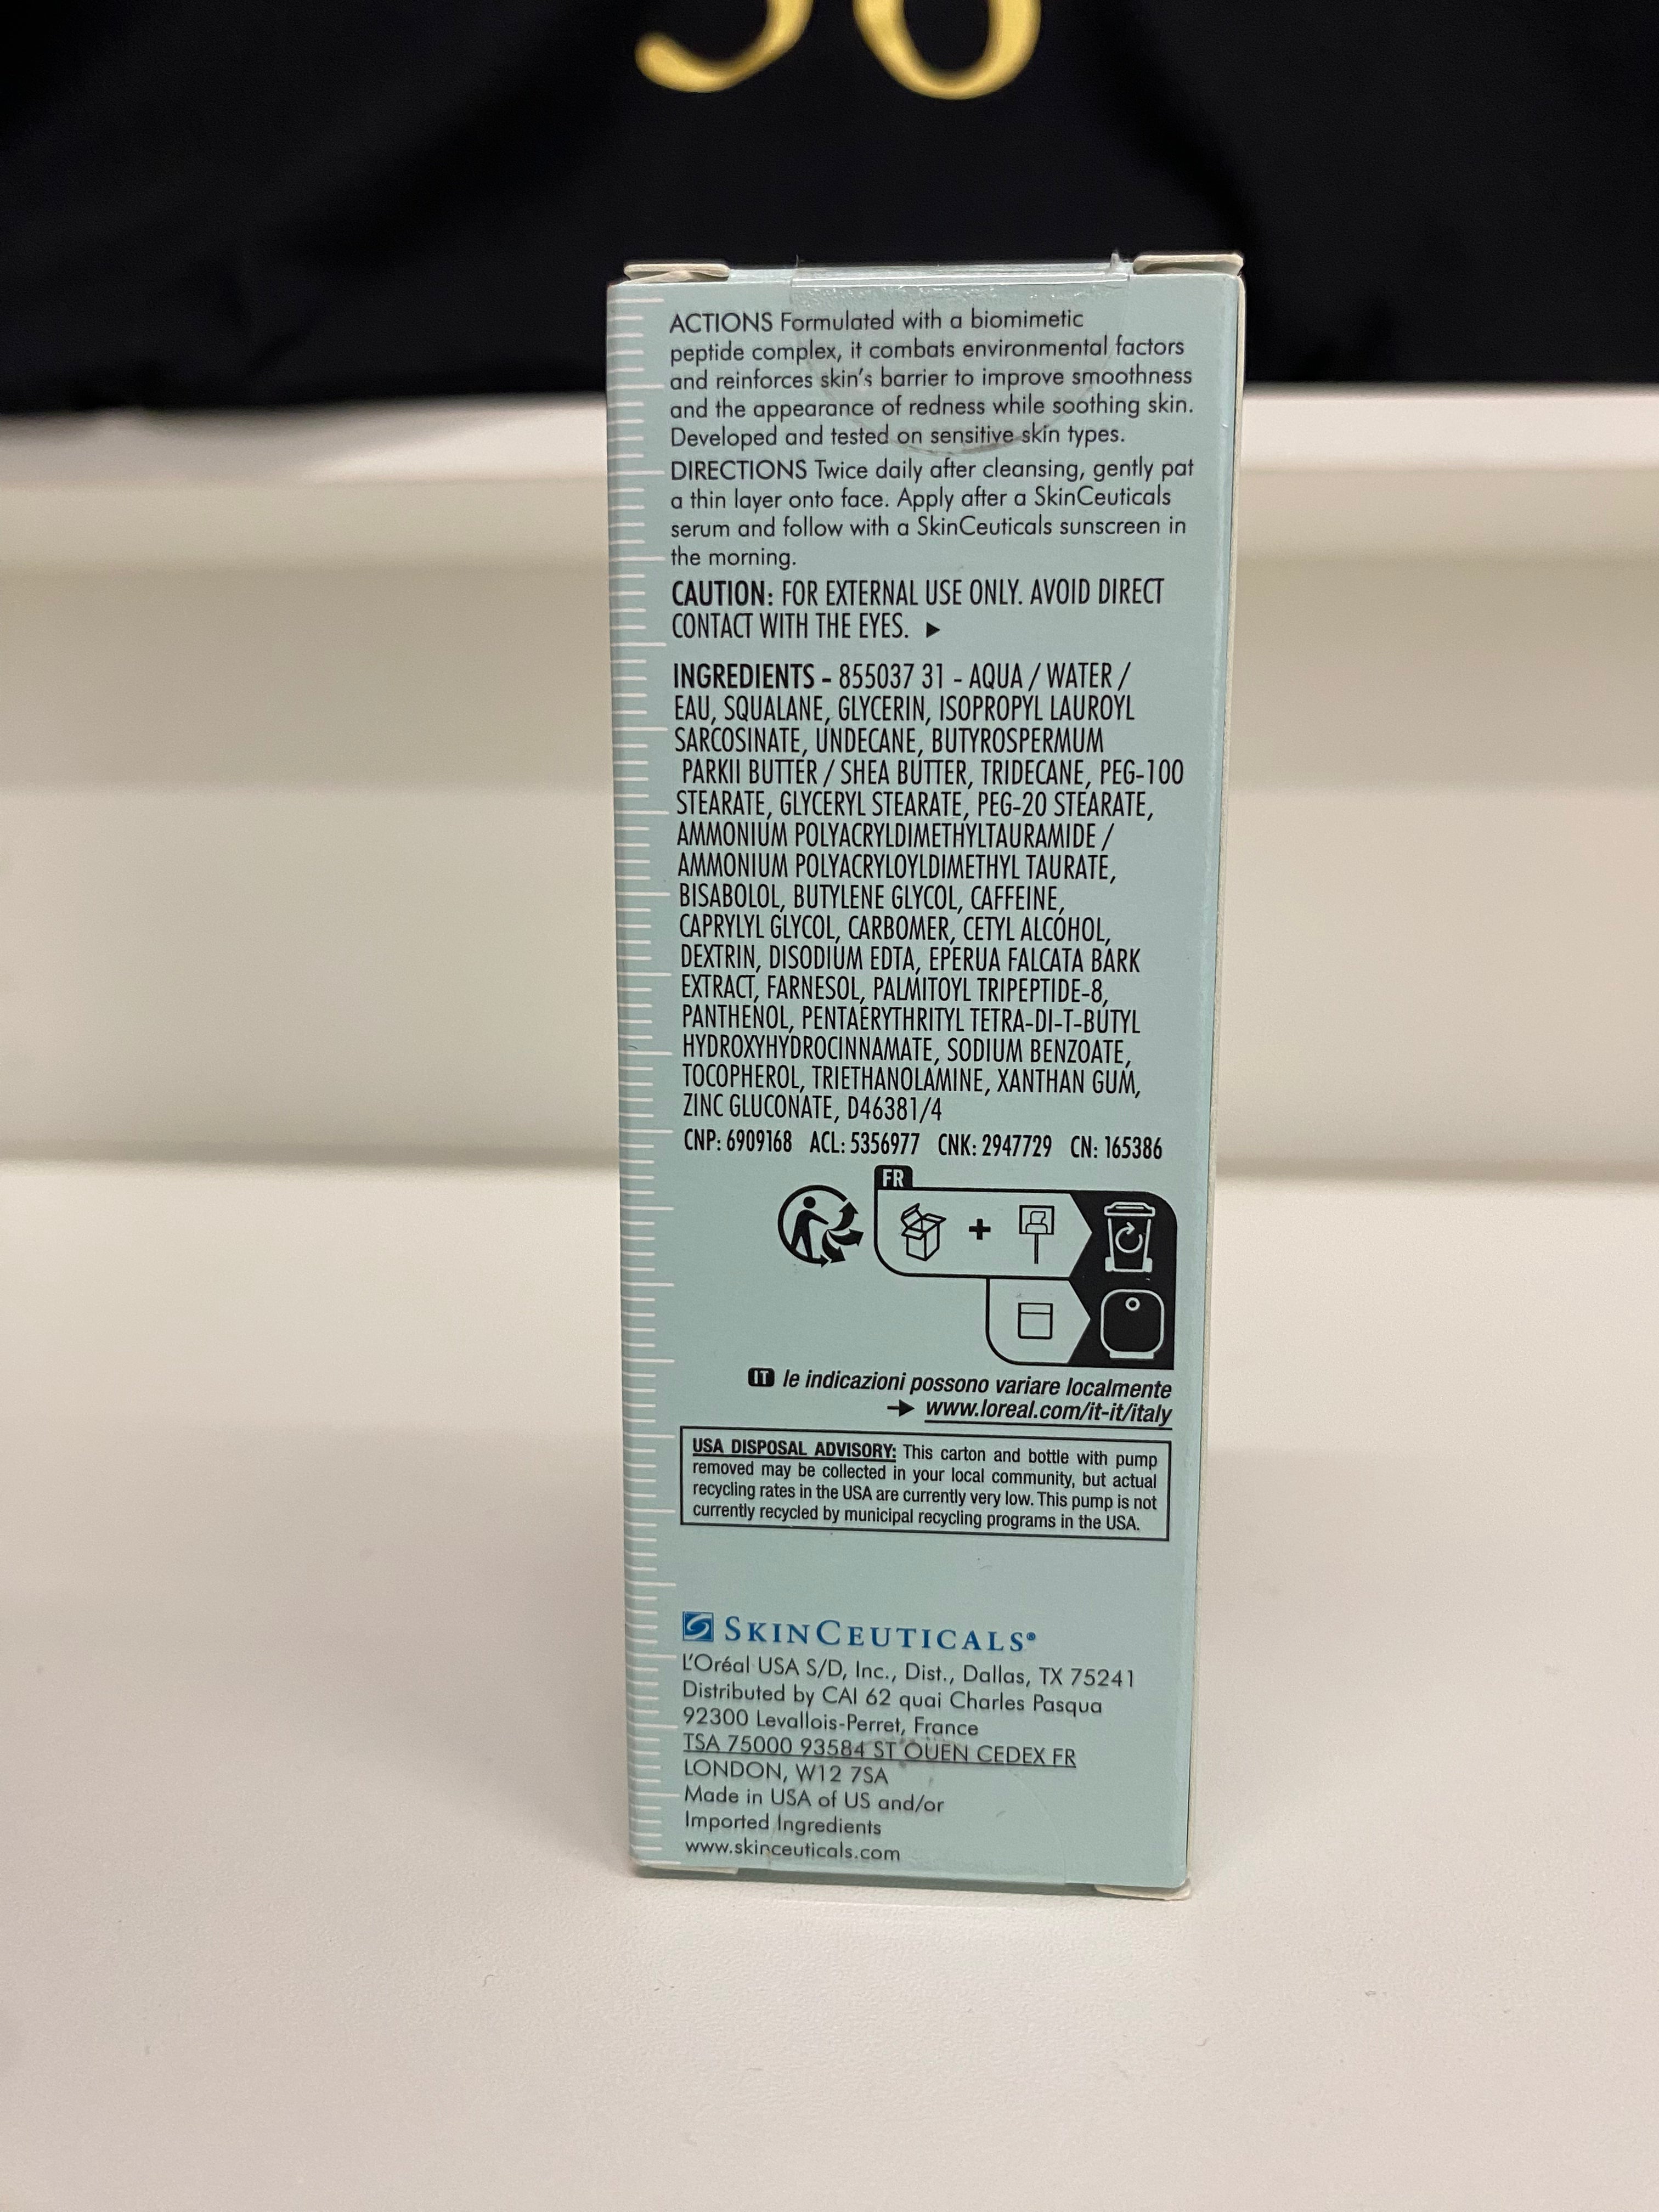 ACTIONS Formulated with a biomimetic
peptide complex, it combats environmental factors
and reinforces skin's barrier to improve smoothness
and the appearance of redness while soothing skin.
Developed and tested on sensitive skin types.
DIRECTIONS Twice daily after cleansing, gently pat
a thin layer onto face. Apply after a SkinCeuticals
serum and follow with a SkinCeuticals sunscreen in
the morning.
CAUTION: FOR EXTERNAL USE ONLY. AVOID DIRECT
CONTACT WITH THE EYES. ►
INGREDIENTS - 855037 31 - AQUA / WATER /
EAU, SQUALANE, GLYCERIN, ISOPROPYL LAUROYL
SARCOSINATE, UNDECANE, BUTYROSPERMUM
PARKII BUTTER / SHEA BUTTER, TRIDECANE, PEG-100
STEARATE, GLYCERYL STEARATE, PEG-20 STEARATE,
AMMONIUM POLYACRYLDIMETHYLTAURAMIDE /
AMMONIUM POLYACRYLOYLDIMETHYL TAURATE,
BISABOLOL, BUTYLENE GLYCOL, CAFFEINE,
CAPRYLYL GLYCOL, CARBOMER, CETYL ALCOHOL,
DEXTRIN, DISODIUM EDTA, EPERUA FALCATA BARK
EXTRACT, FARNESOL, PALMITOYL TRIPEPTIDE-8,
PANTHENOL, PENTAERYTHRITYL TETRA-DI-T-BUTYL
HYDROXYHYDROCINNAMATE, SODIUM BENZOATE,
TOCOPHEROL, TRIETHANOLAMINE, XANTHAN GUM,
ZINC GLUCONATE, D46381/4
CNP: 6909168 ACL: 5356977 CNK: 2947729 CN: 165386
FR
+
IT le indicazioni possono variare localmente
→ www.loreal.com/it-it/italy
USA DISPOSAL ADVISORY: This carton and bottle with pump
removed may be collected in your local community, but actual
recycling rates in the USA are currently very low. This pump is not
currently recycled by municipal recycling programs in the USA.
SKINCEUTICALS®
L'Oréal USA S/D, Inc., Dist., Dallas, TX 75241
Distributed by CAI 62 quai Charles Pasqua
92300 Levallois-Perret, France
TSA 75000 93584 ST OUEN CEDEX FR
LONDON, W12 7SA
Made in USA of US and/or
Imported Ingredients
www.skinceuticals.com